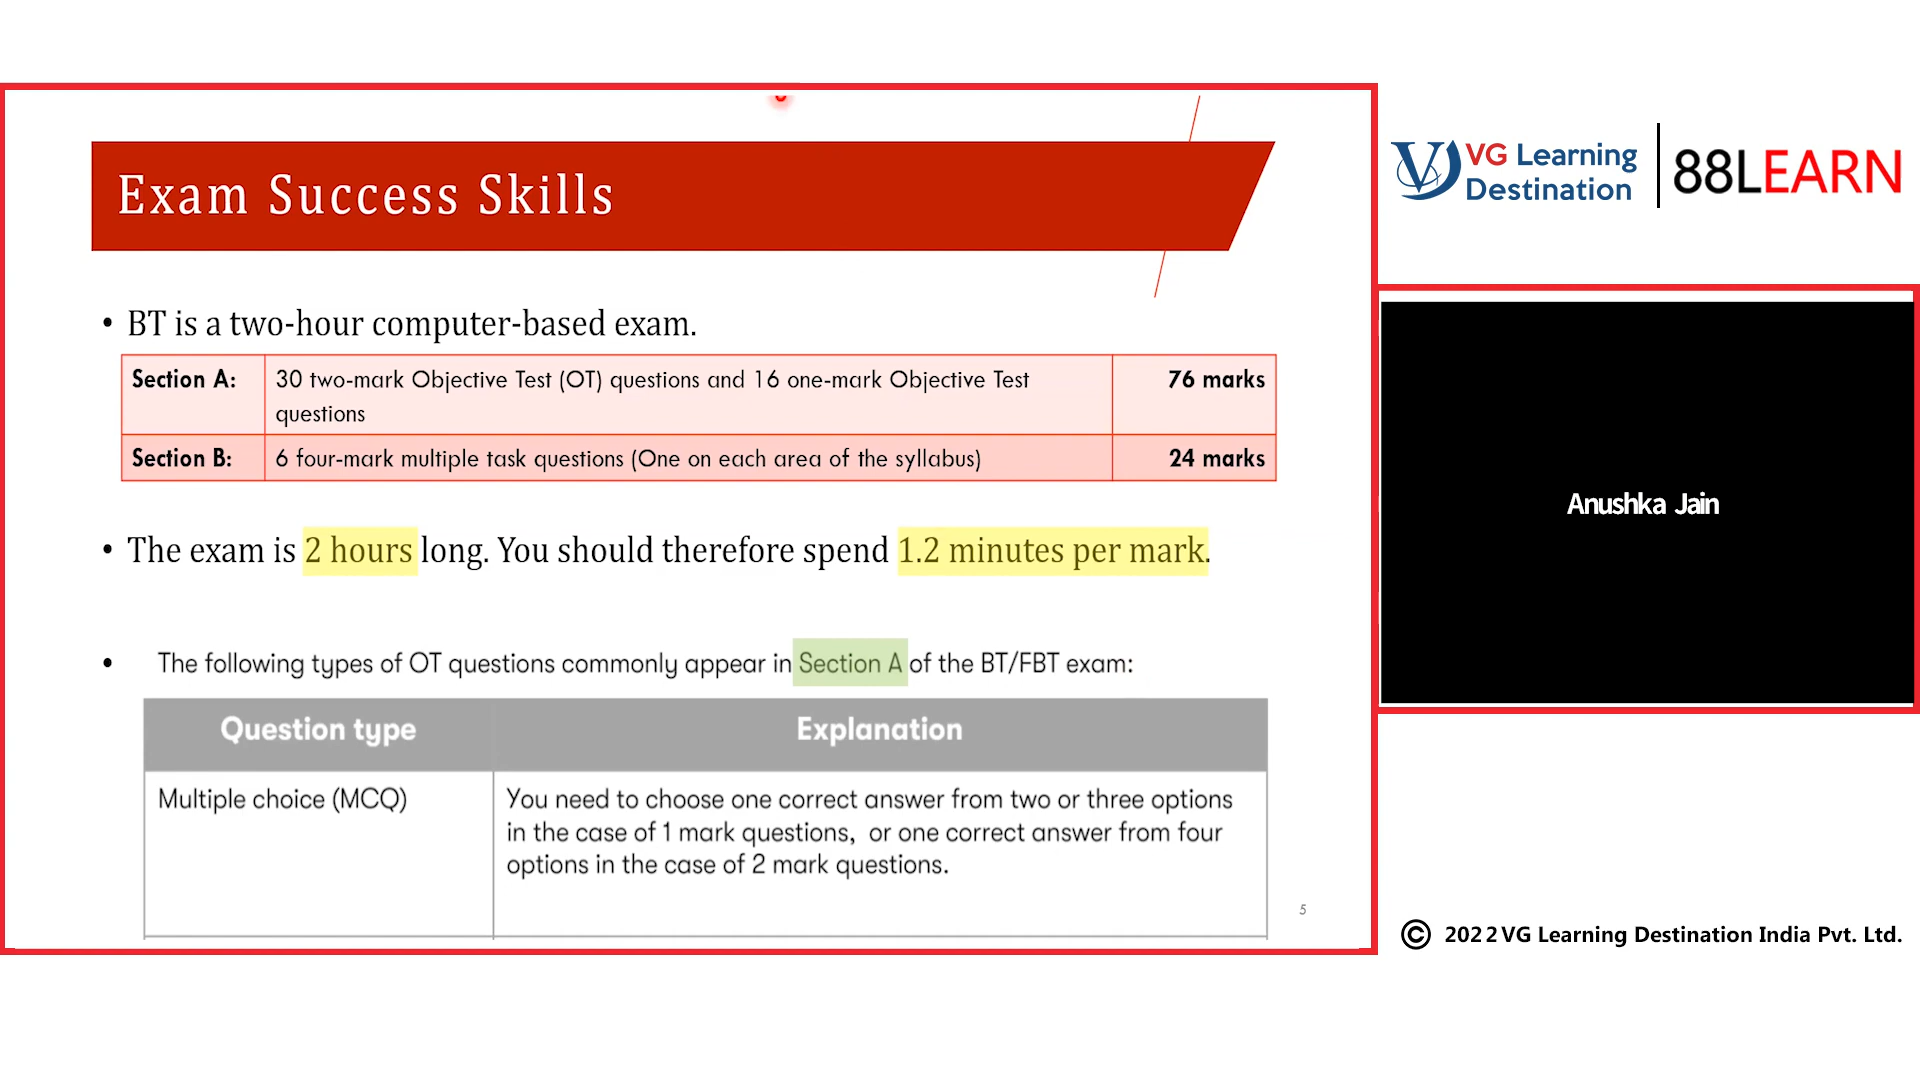 Exam Success Skills
• BT is a two-hour computer-based exam.
Section A: 30 two-mark Objective Test (OT) questions and 16 one-mark Objective Test 76 marks
questions
Section B: 6 four-mark multiple task questions (One on each area of the syllabus) 24 marks
• The exam is 2 hours long. You should therefore spend 1.2 minutes per mark.
• The following types of OT questions commonly appear in Section A of the BT/FBT exam:
Question type Explanation
Multiple choice (MCQ) You need to choose one correct answer from two or three options
in the case of 1 mark questions, or one correct answer from four
options in the case of 2 mark questions.
5
VG Learning
Destination
88LEARN
Anushka Jain
© 2022 VG Learning Destination India Pvt. Ltd.